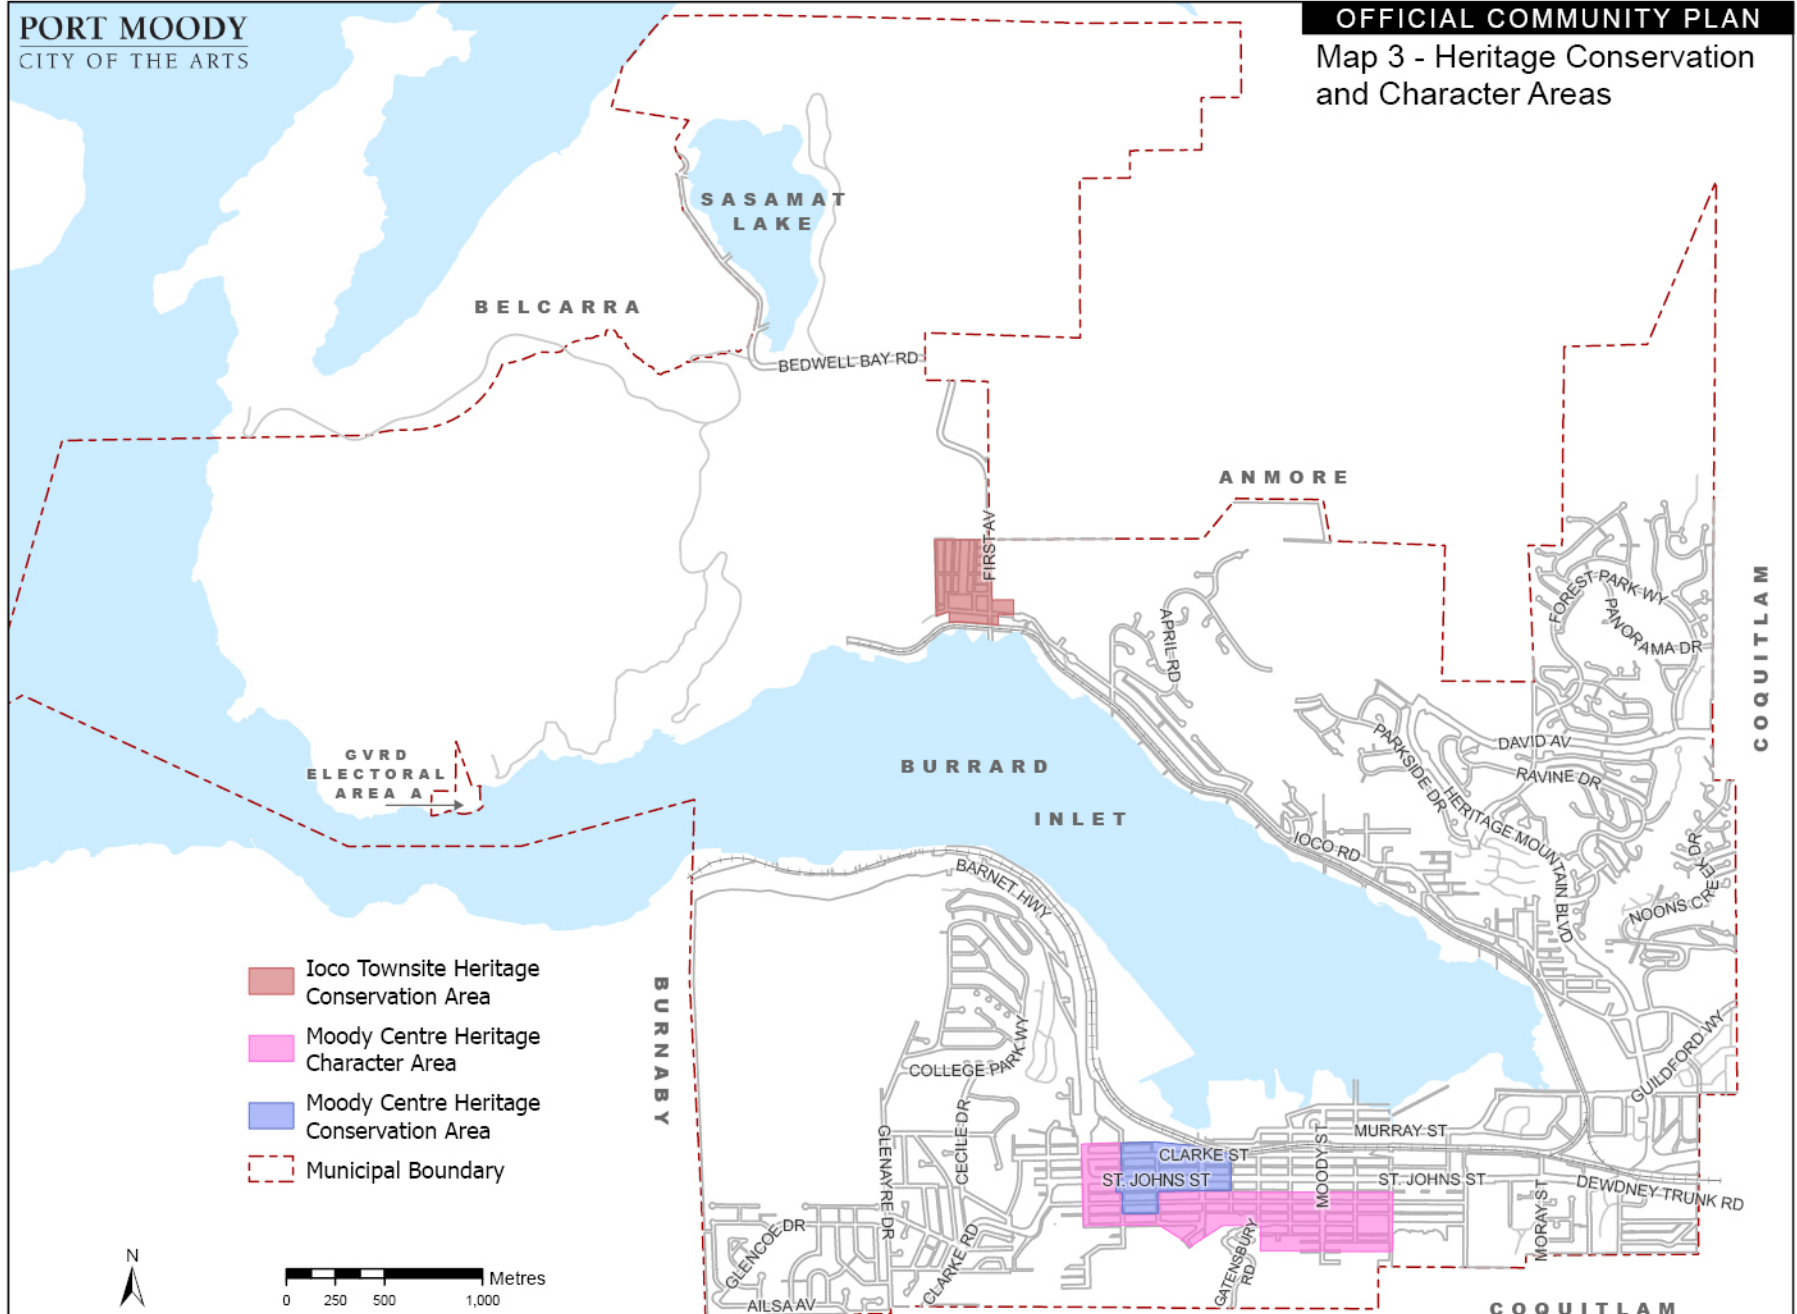 PORT MOODY
CITY OF THE ARTS
OFFICIAL COMMUNITY PLAN
Map 3 - Heritage Conservation
and Character Areas
SASAMAT
LAKE
BELCARRA
BEDWELL BAY RD
ANMORE
FIRST AV
APRIL RD
FOREST PARK WY
PANORAMA DR
COQUITLAM
DAVID AV
RAVINE DR
PARKSIDE DR
HERITAGE MOUNTAIN BLVD
NOONS CREEK DR
IOCO RD
GVRD
ELECTORAL
AREA A
BURRARD
INLET
BARNET HWY
BURNABY
COLLEGE PARK WY
GUILDFORD WY
MURRAY ST
CLARKE ST
MOODY ST
ST. JOHNS ST
ST. JOHNS ST
DEWDNEY TRUNK RD
MORAY ST
CECILE DR
GLENAYRE DR
GLENCOE DR
CLARKE RD
GATENSBURY
RD
AILSA AV
COQUITLAM
Ioco Townsite Heritage
Conservation Area
Moody Centre Heritage
Character Area
Moody Centre Heritage
Conservation Area
Municipal Boundary
N
Metres
0 250 500 1,000